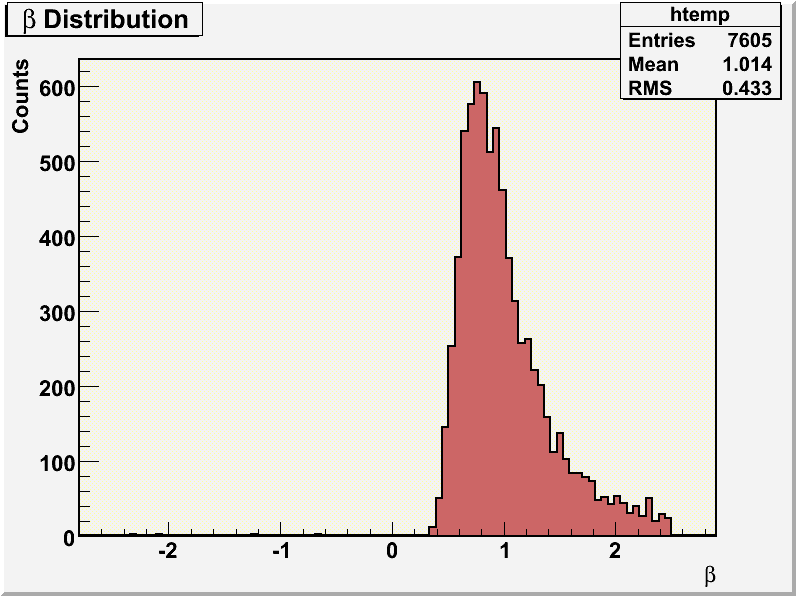 β Distribution
htemp
Entries 7605
Mean 1.014
RMS 0.433
Counts
600
500
400
300
200
100
0
-2 -1 0 1 2
β